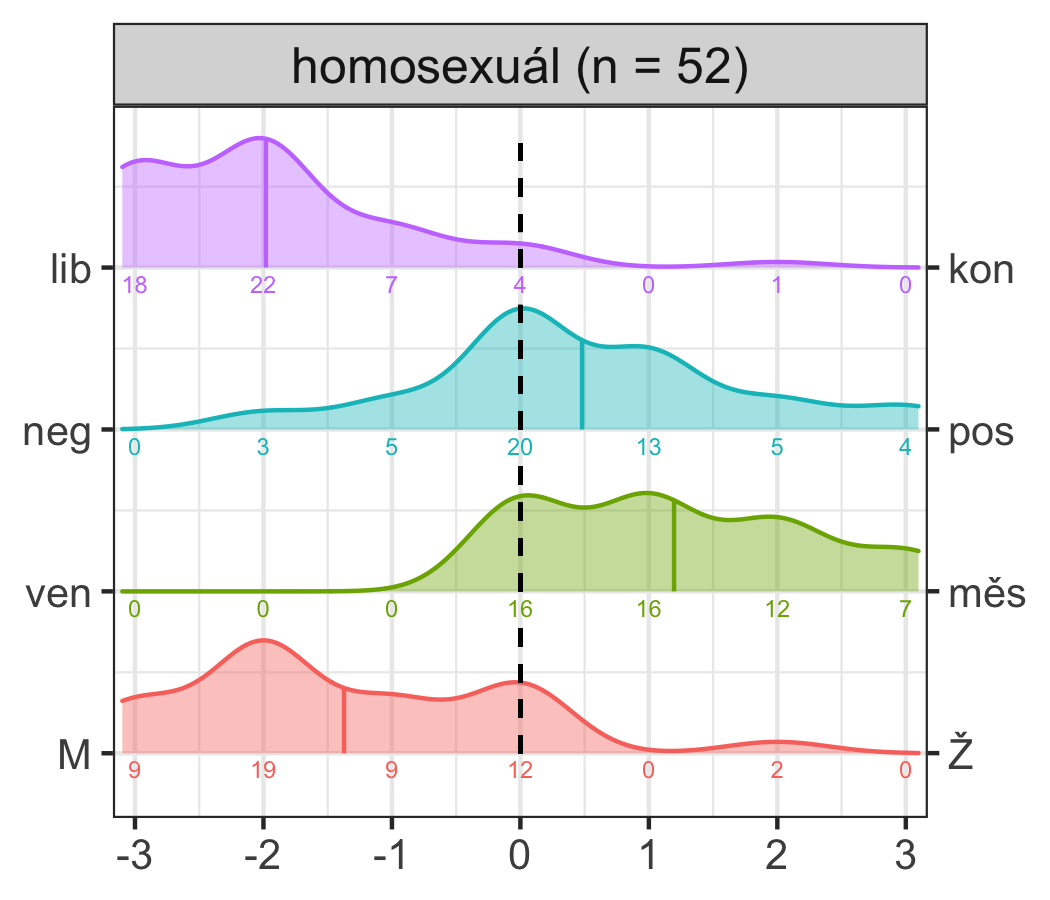 homosexuál (n = 52)
lib kon
18 22 7 4 0 1 0
neg pos
0 3 5 20 13 5 4
ven měs
0 0 0 16 16 12 7
M Ž
9 19 9 12 0 2 0
-3 -2 -1 0 1 2 3